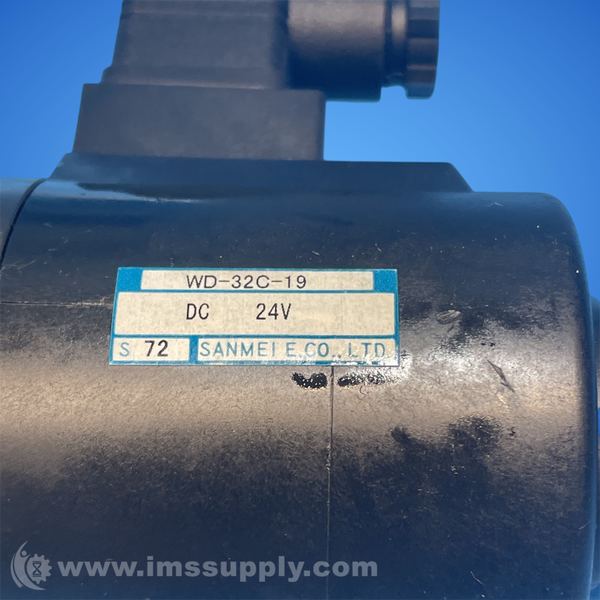 WD-32C-19
DC 24V
S 72 SANMEI E.CO.,LTD
www.imssupply.com